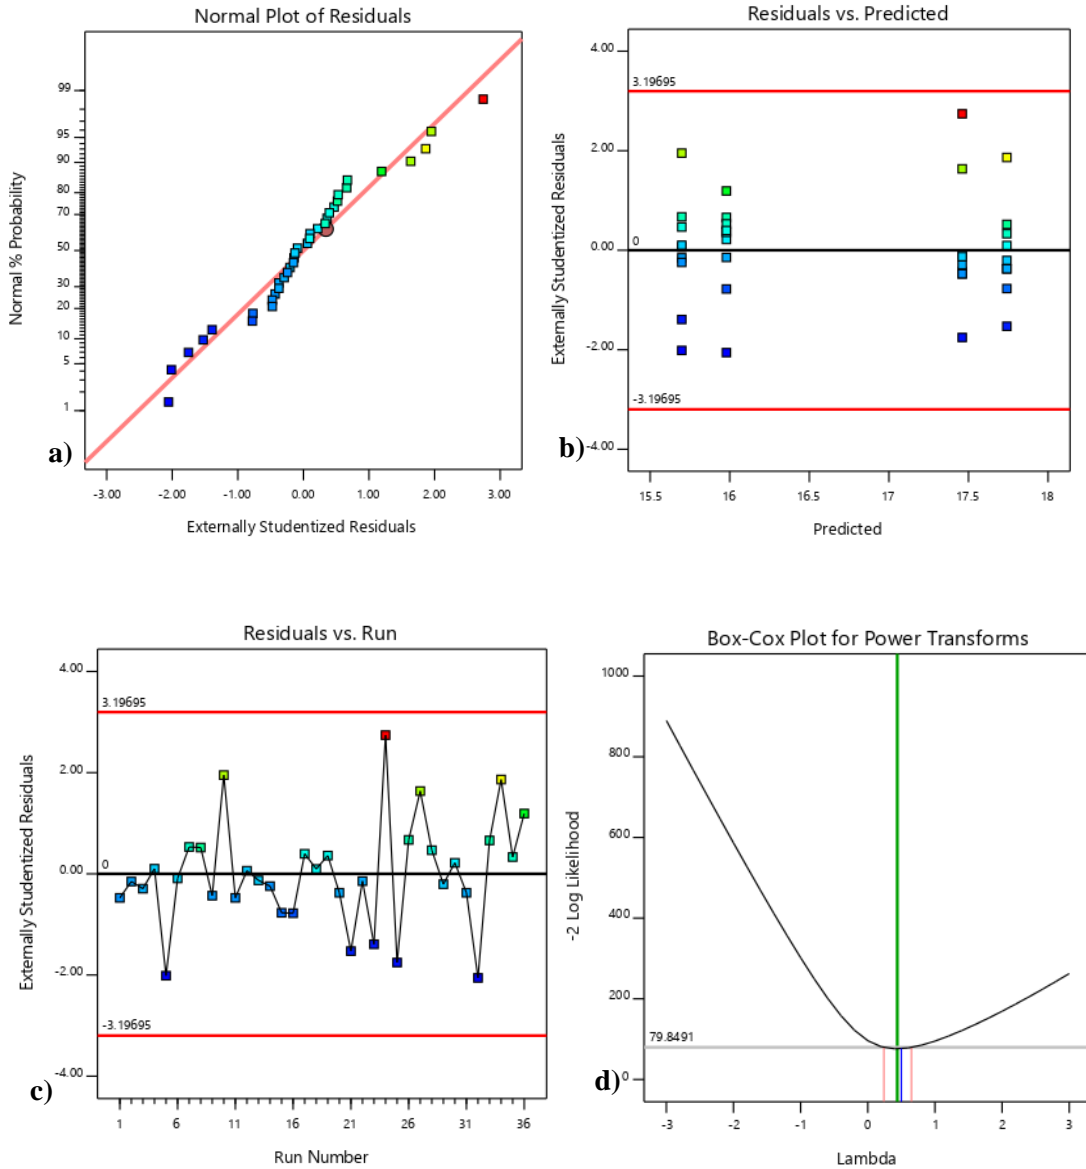 Normal Plot of Residuals
Normal % Probability
99
95
90
80
70
50
30
20
10
5
1
-3.00 -2.00 -1.00 0.00 1.00 2.00 3.00
Externally Studentized Residuals
a)
Residuals vs. Predicted
Externally Studentized Residuals
4.00
3.19695
2.00
0
0.00
-2.00
-3.19695
-4.00
15.5 16 16.5 17 17.5 18
Predicted
b)
Residuals vs. Run
Externally Studentized Residuals
4.00
3.19695
2.00
0
0.00
-2.00
-3.19695
-4.00
1 6 11 16 21 26 31 36
Run Number
c)
Box-Cox Plot for Power Transforms
-2 Log Likelihood
1000
800
600
400
200
79.8491
0
-3 -2 -1 0 1 2 3
Lambda
d)